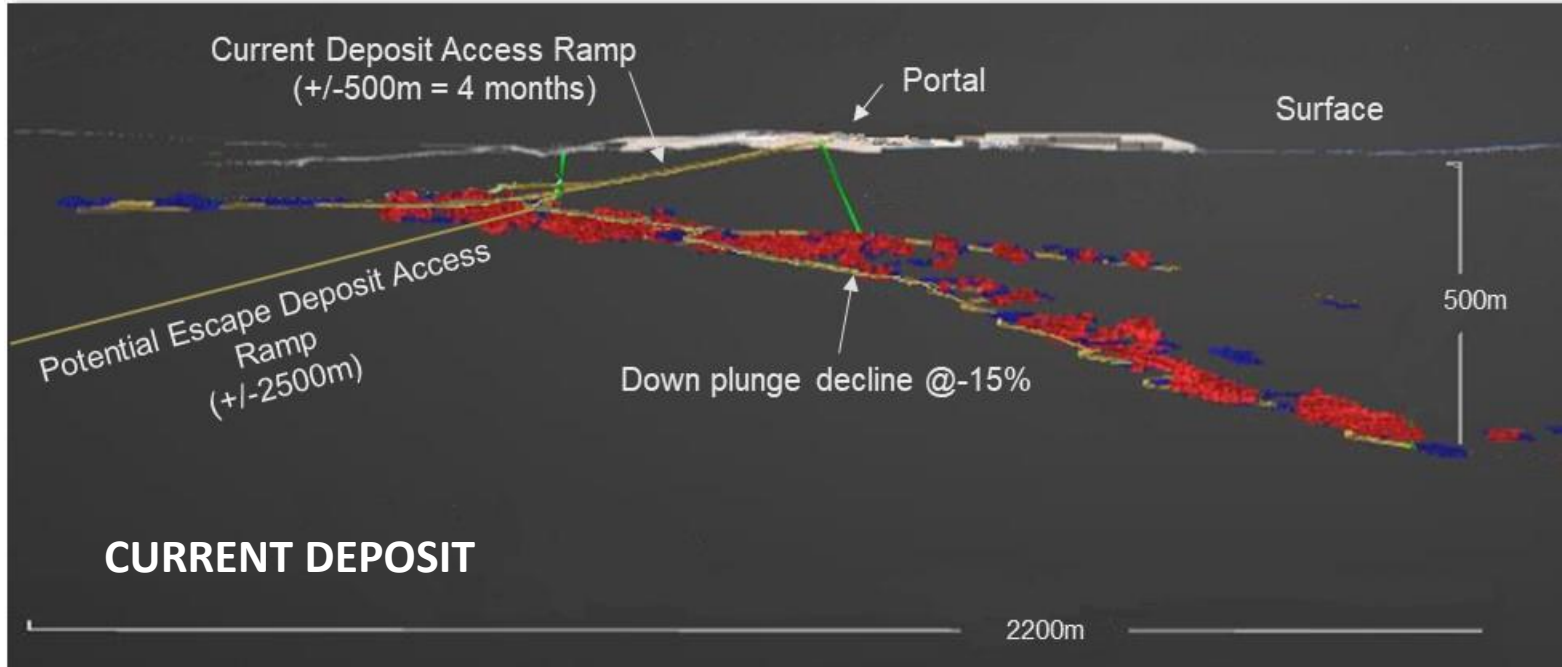 Current Deposit Access Ramp
(+/-500m = 4 months)
Portal
Surface
500m
Potential Escape Deposit Access
Ramp
(+/-2500m)
Down plunge decline @-15%
CURRENT DEPOSIT
2200m